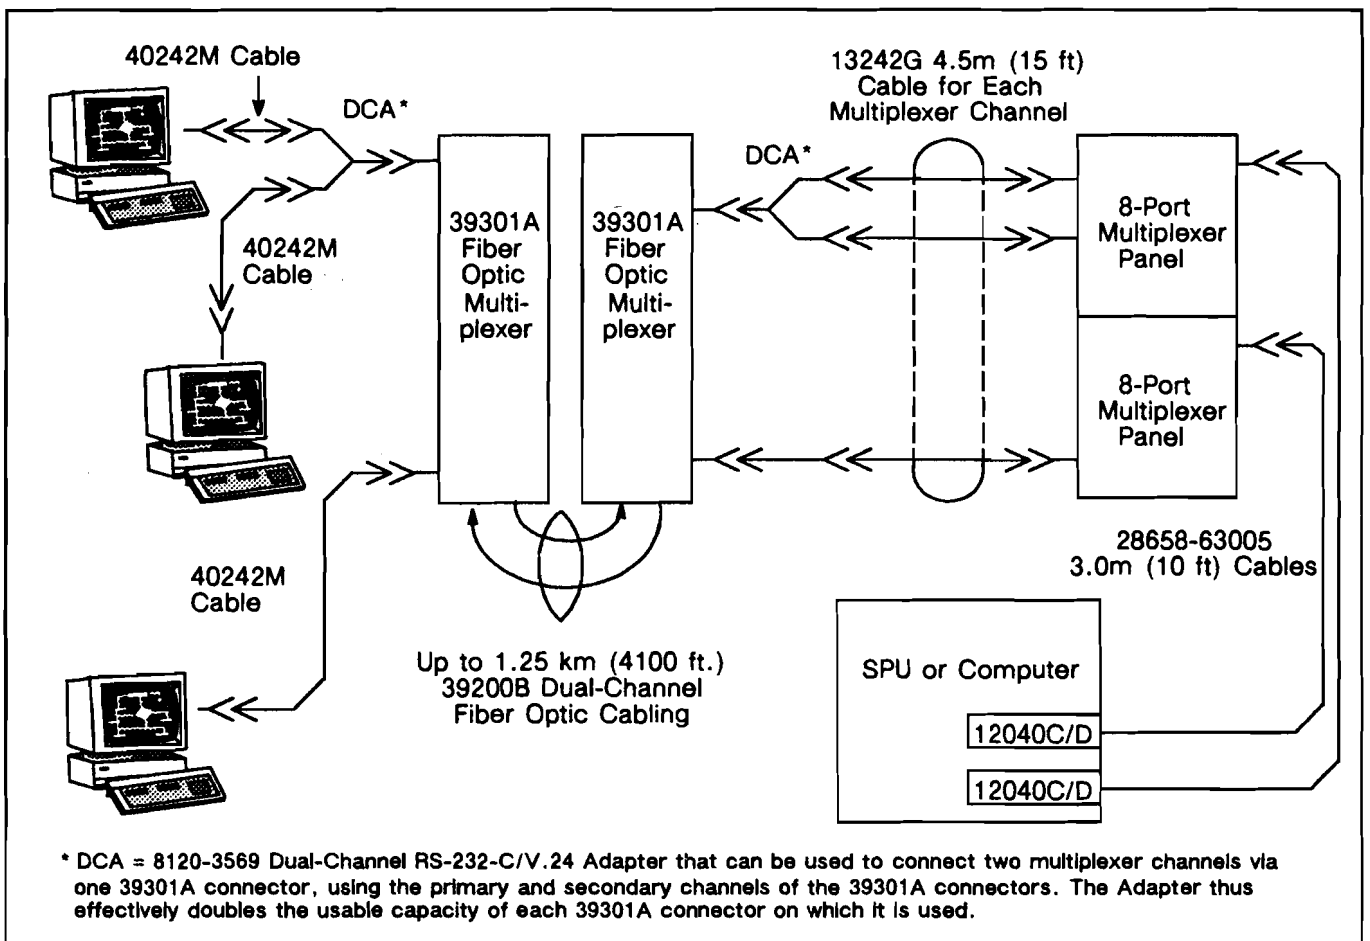 40242M Cable
DCA*
13242G 4.5m (15 ft)
Cable for Each
Multiplexer Channel
DCA*
39301A
Fiber
Optic
Multi-
plexer
39301A
Fiber
Optic
Multi-
plexer
8-Port
Multiplexer
Panel
40242M
Cable
8-Port
Multiplexer
Panel
40242M
Cable
28658-63005
3.0m (10 ft) Cables
Up to 1.25 km (4100 ft.)
39200B Dual-Channel
Fiber Optic Cabling
SPU or Computer
12040C/D
12040C/D
* DCA = 8120-3569 Dual-Channel RS-232-C/V.24 Adapter that can be used to connect two multiplexer channels via
one 39301A connector, using the primary and secondary channels of the 39301A connectors. The Adapter thus
effectively doubles the usable capacity of each 39301A connector on which it is used.